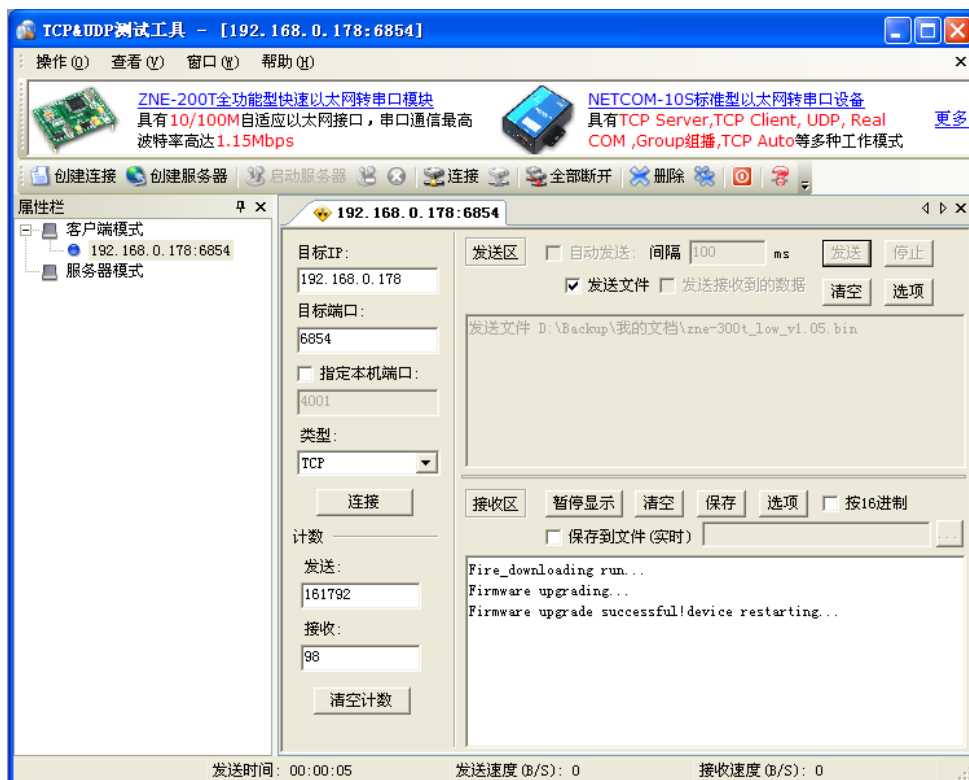 TCP&UDP测试工具 - [192.168.0.178:6854]
操作(O) 查看(V) 窗口(W) 帮助(H)
ZNE-200T全功能型快速以太网转串口模块
具有10/100M自适应以太网接口，串口通信最高
波特率高达1.15Mbps
NETCOM-10S标准型以太网转串口设备
具有TCP Server,TCP Client, UDP, Real
COM ,Group组播,TCP Auto等多种工作模式
更多
创建连接 创建服务器 启动服务器 连接 全部断开 删除
属性栏
客户端模式
192.168.0.178:6854
服务器模式
192.168.0.178:6854
目标IP:
192.168.0.178
目标端口:
6854
指定本机端口:
4001
类型:
TCP
连接
计数
发送:
161792
接收:
98
清空计数
发送区 自动发送: 间隔 100 ms 发送 停止
发送文件 发送接收到的数据 清空 选项
发送文件 D:\Backup\我的文档\zne-300t_low_v1.05.bin
接收区 暂停显示 清空 保存 选项 按16进制
保存到文件(实时) ...
Fire_downloading run...
Firmware upgrading...
Firmware upgrade successful!device restarting...
发送时间: 00:00:05 发送速度(B/S): 0 接收速度(B/S): 0